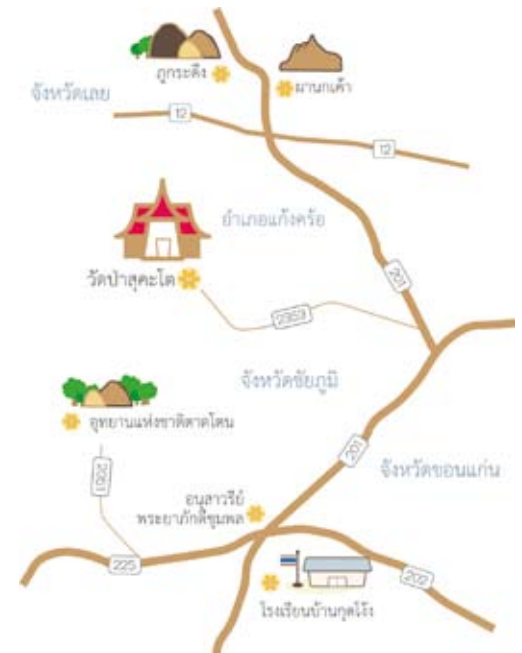 ภูกระดึง
ผานกเค้า
จังหวัดเลย
12
12
อำเภอแก้งคร้อ
วัดป่าสุคะโต
201
2353
จังหวัดชัยภูมิ
อุทยานแห่งชาติตาดโตน
201
จังหวัดขอนแก่น
2051
อนุสาวรีย์
พระยาภักดีชุมพล
225
202
โรงเรียนบ้านกุดโง้ง